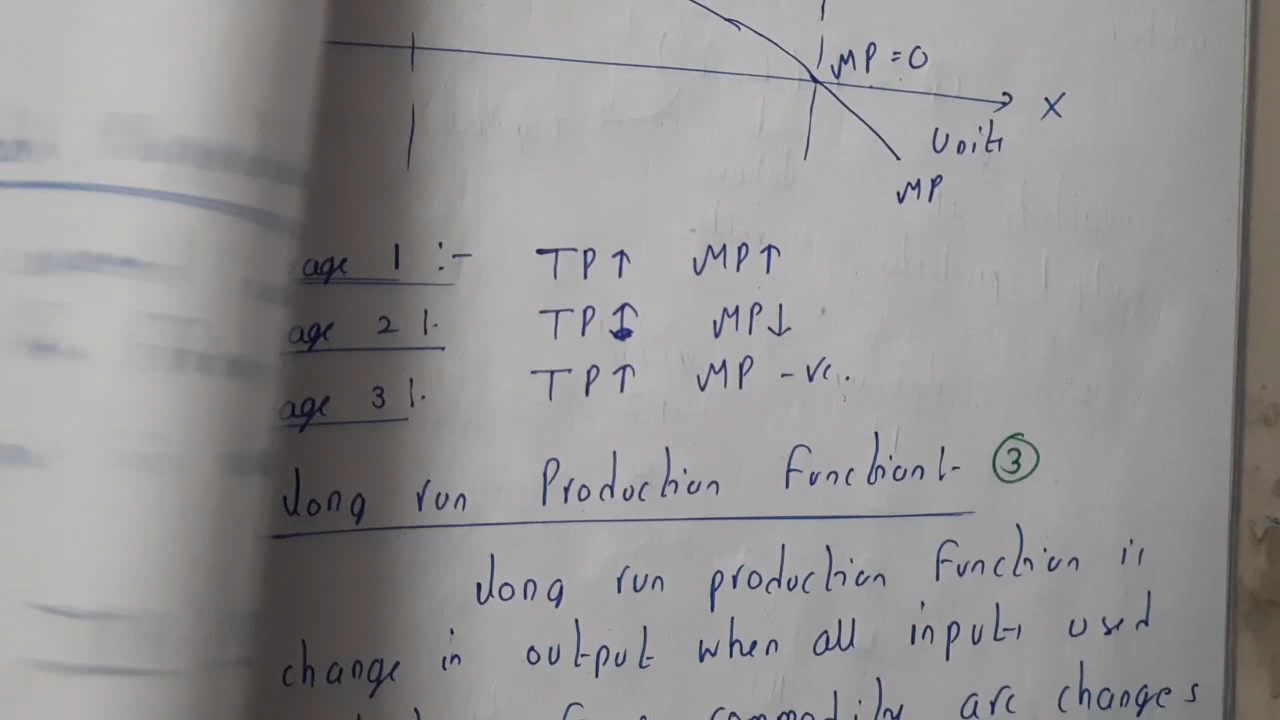 MP = 0
X
Units
MP
age 1 :- TP↑ MP↑
age 2 :- TP↕ MP↓
age 3 :- TP↑ MP -ve.
Long run Production Function :- ③
Long run production function is
change in output when all inputs used
commodity are changes